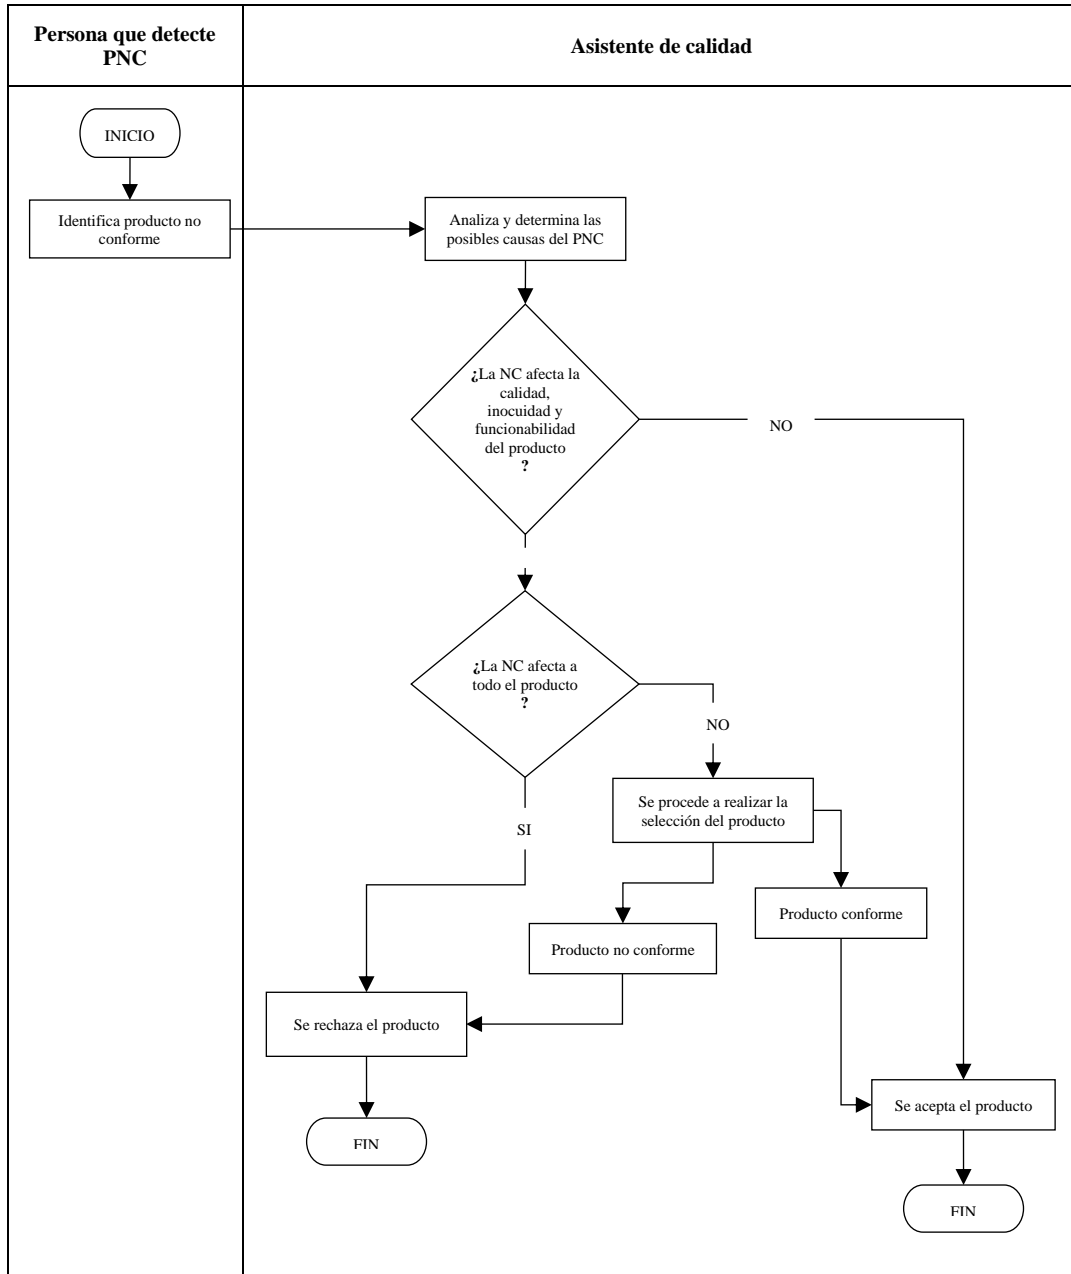 Persona que detecte
PNC
Asistente de calidad
INICIO
Identifica producto no
conforme
Analiza y determina las
posibles causas del PNC
¿La NC afecta la
calidad,
inocuidad y
funcionabilidad
del producto
?
NO
¿La NC afecta a
todo el producto
?
NO
Se procede a realizar la
selección del producto
SI
Producto conforme
Producto no conforme
Se rechaza el producto
Se acepta el producto
FIN
FIN